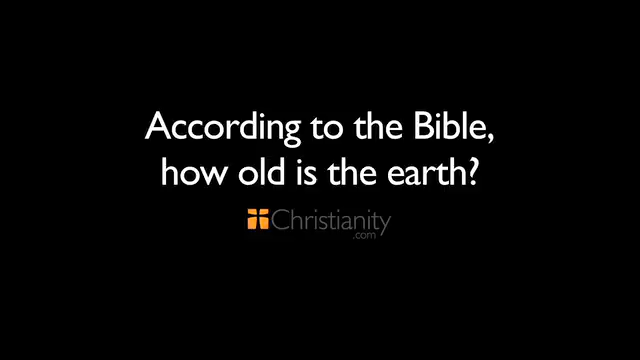 According to the Bible,
how old is the earth?
Christianity
.com